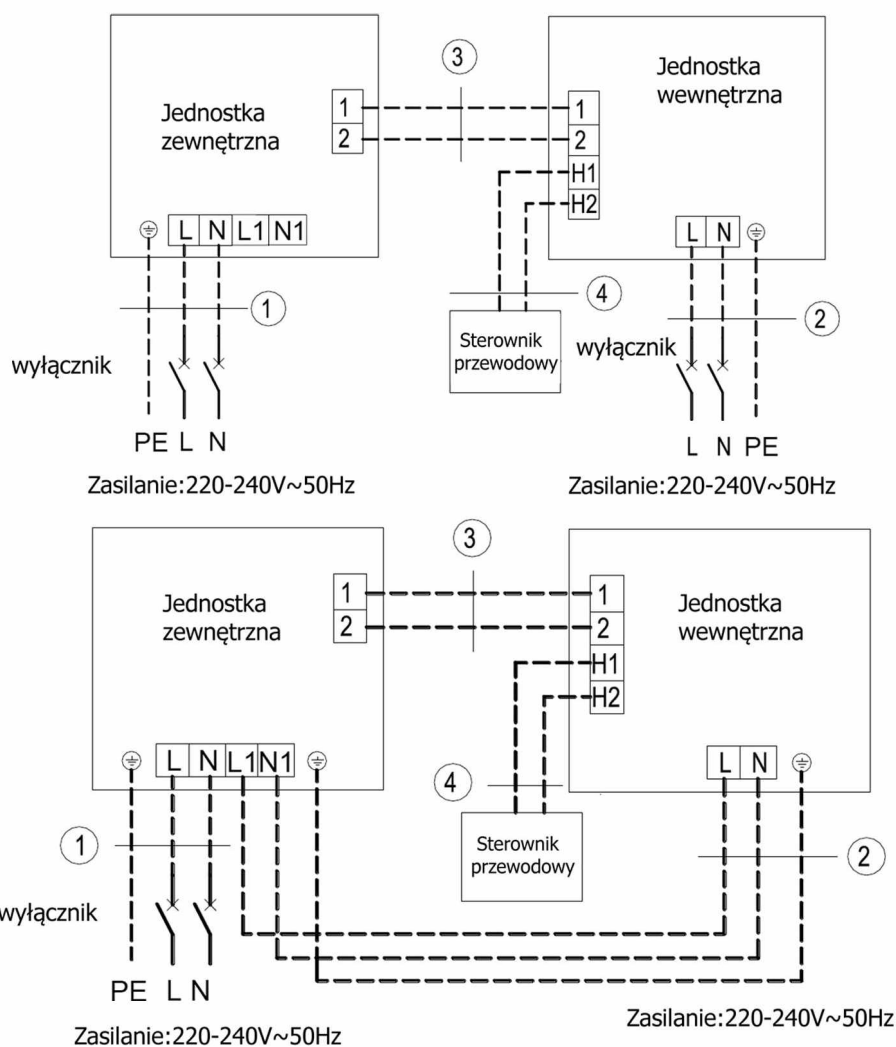 3
Jednostka
zewnętrzna
1
2
1
2
H1
H2
Jednostka
wewnętrzna
L N L1 N1
L N
1
4
2
wyłącznik
Sterownik
przewodowy
wyłącznik
PE L N
L N PE
Zasilanie:220-240V~50Hz
Zasilanie:220-240V~50Hz
3
Jednostka
zewnętrzna
1
2
1
2
H1
H2
Jednostka
wewnętrzna
L N L1 N1
L N
4
1
2
Sterownik
przewodowy
wyłącznik
PE L N
Zasilanie:220-240V~50Hz
Zasilanie:220-240V~50Hz